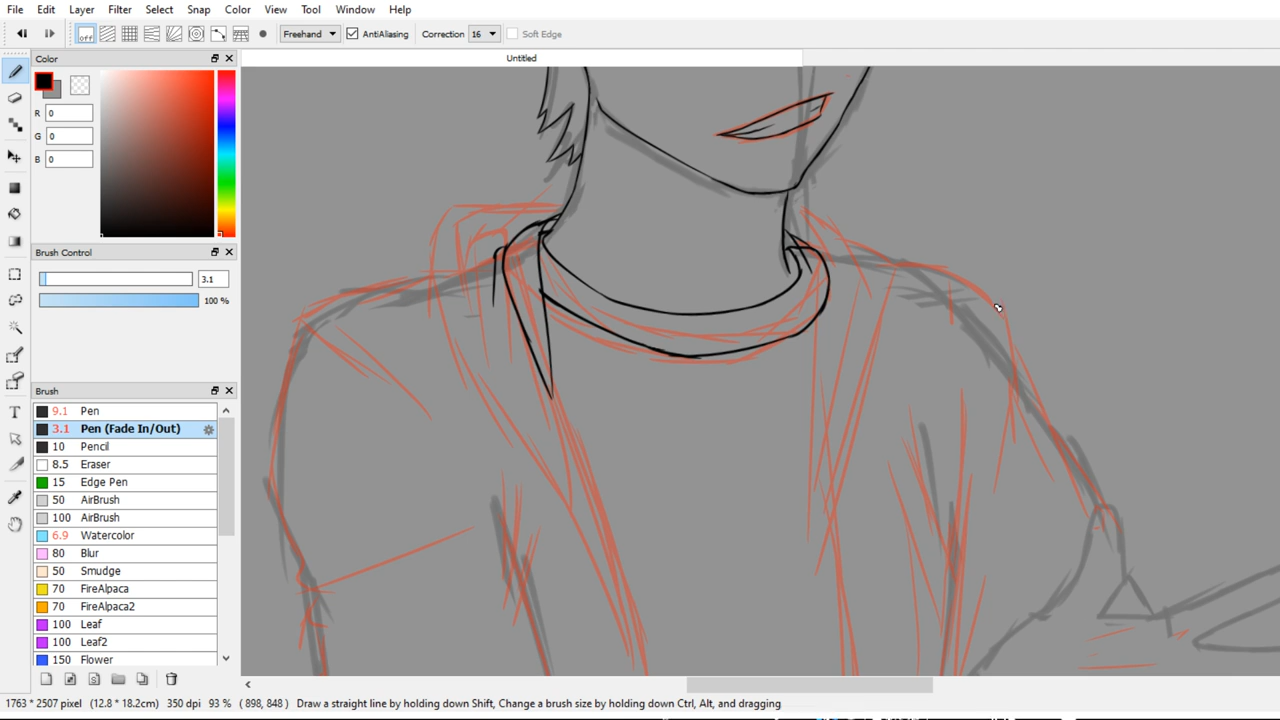 File Edit Layer Filter Select Snap Color View Tool Window Help
off Freehand AntiAliasing Correction 16 Soft Edge
Color
Untitled
R 0
G 0
B 0
Brush Control
3.1
100 %
Brush
9.1 Pen
3.1 Pen (Fade In/Out)
10 Pencil
8.5 Eraser
15 Edge Pen
50 AirBrush
100 AirBrush
6.9 Watercolor
80 Blur
50 Smudge
70 FireAlpaca
70 FireAlpaca2
100 Leaf
100 Leaf2
150 Flower
T
1763 * 2507 pixel (12.8 * 18.2cm) 350 dpi 93 % ( 898, 848 ) Draw a straight line by holding down Shift, Change a brush size by holding down Ctrl, Alt, and dragging